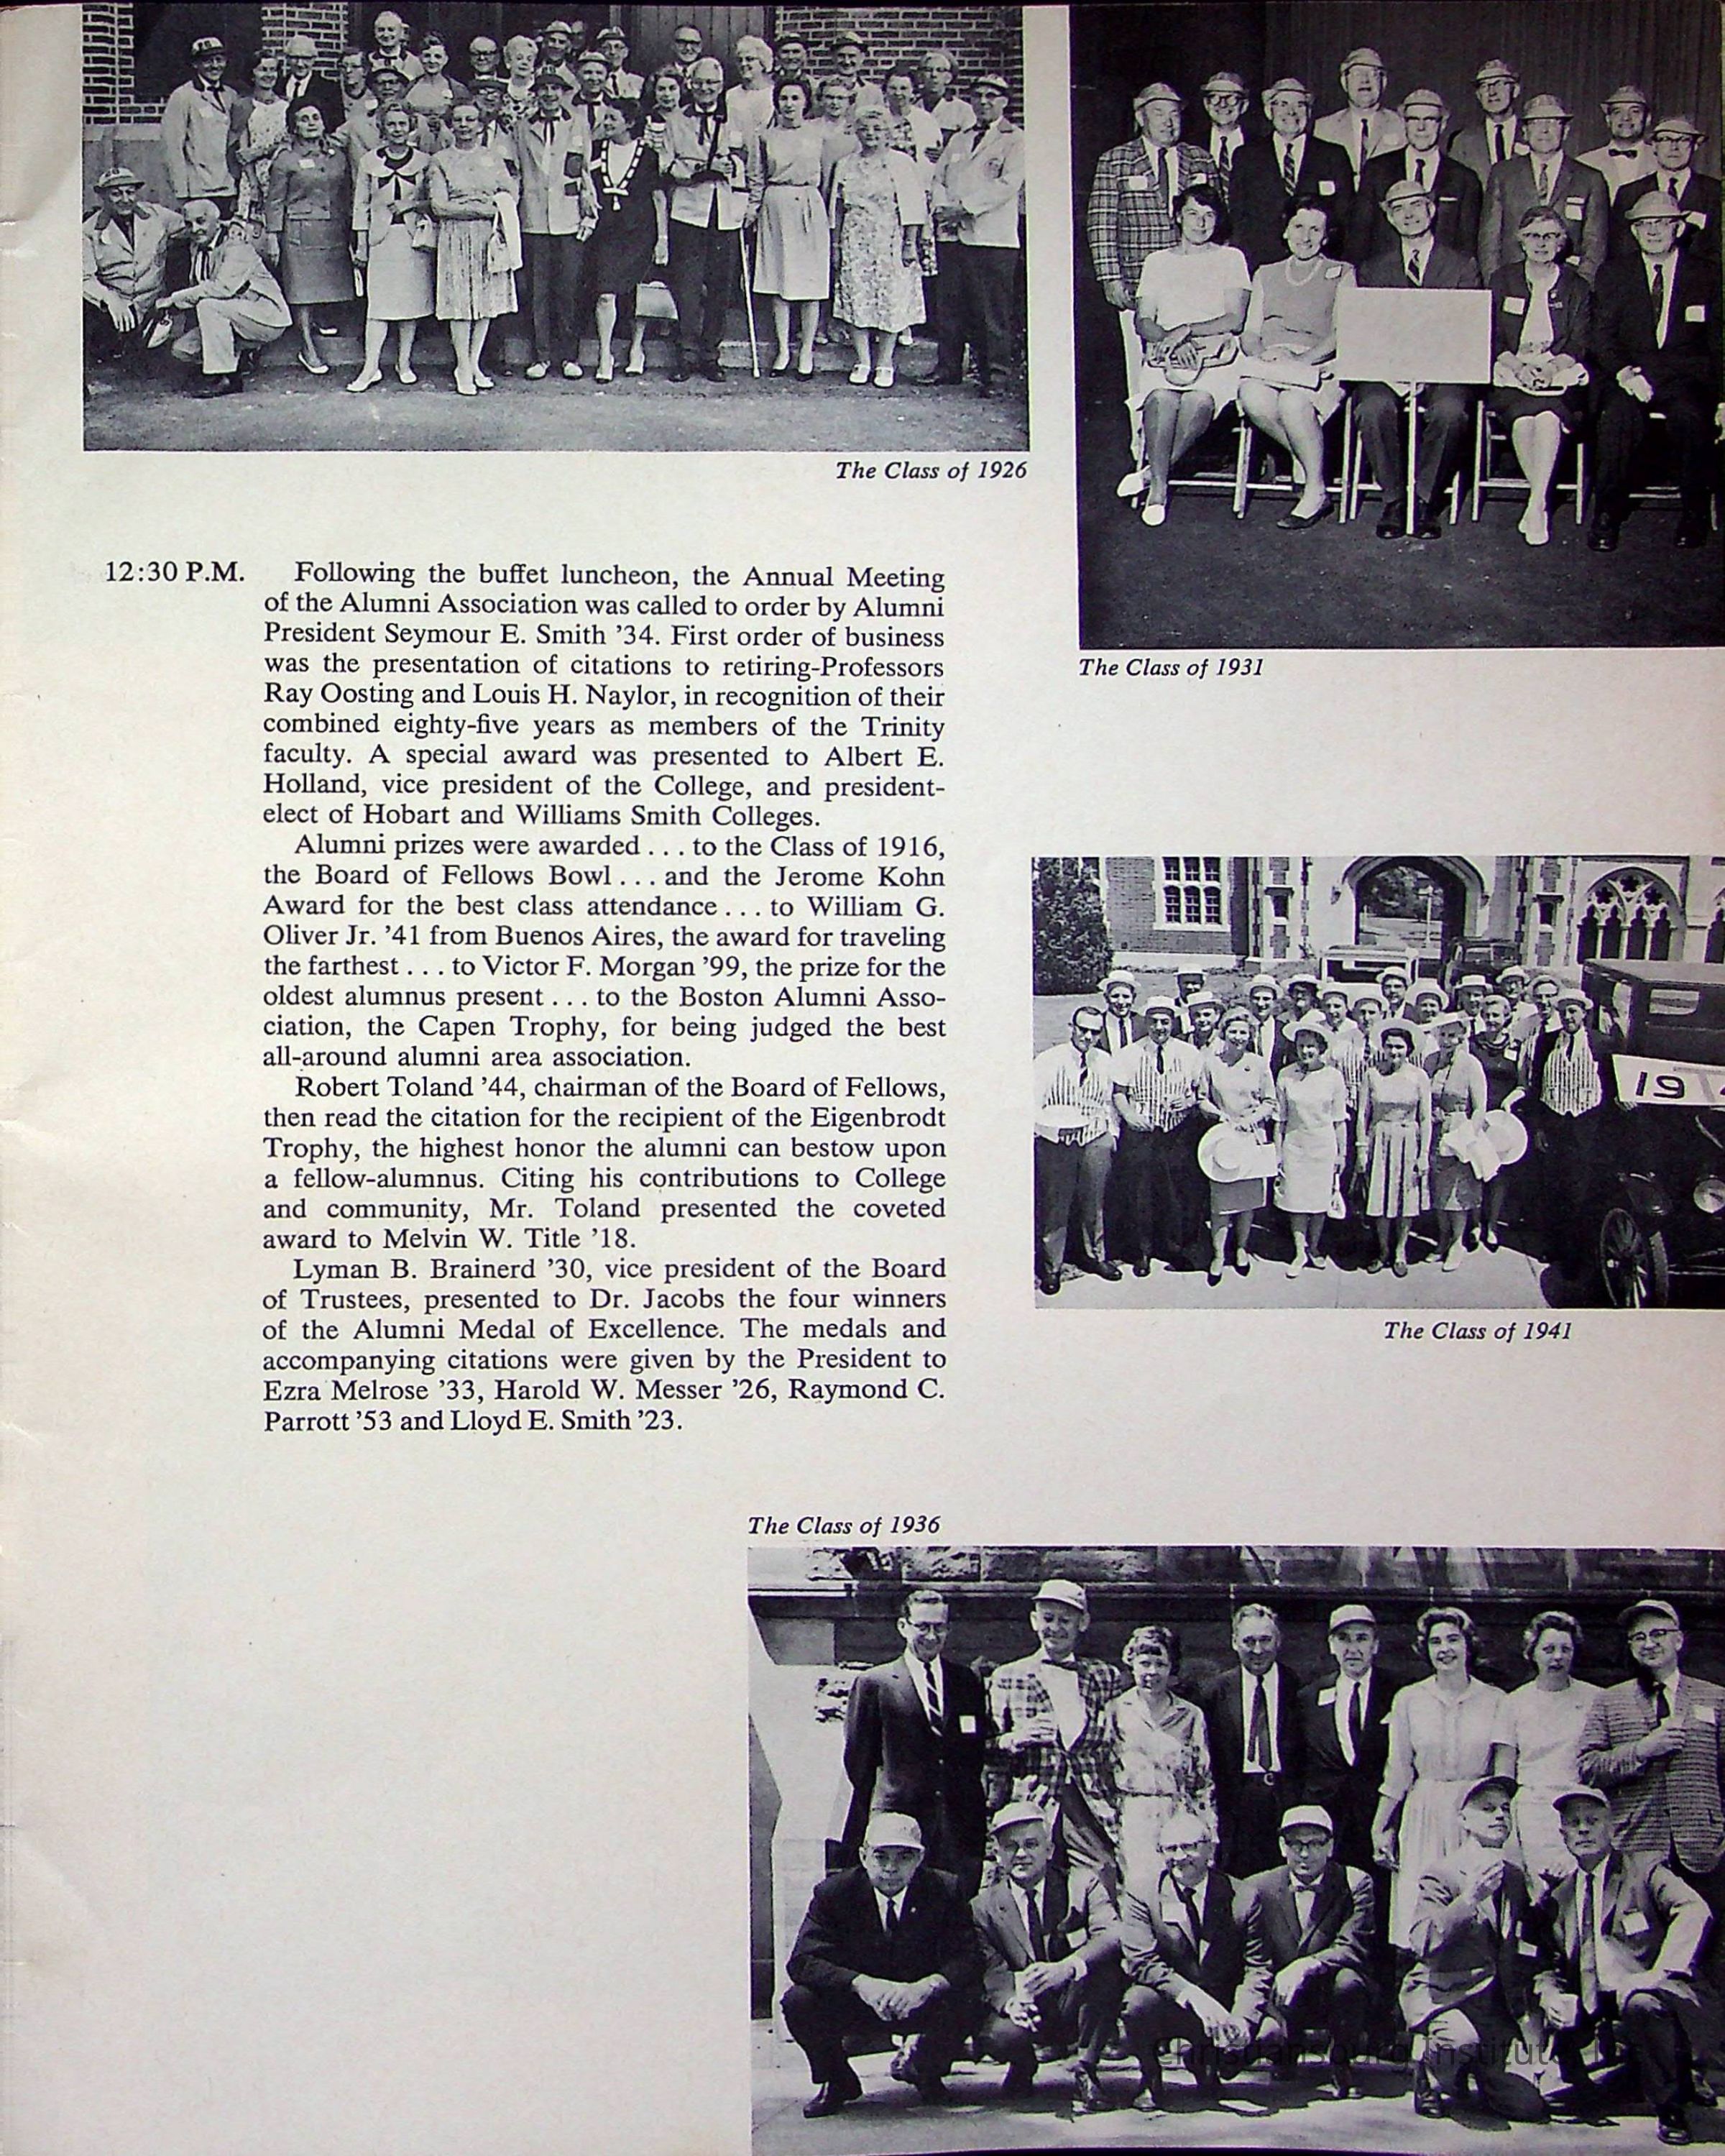 The Class of 1926
The Class of 1931
12:30 P.M. Following the buffet luncheon, the Annual Meeting
of the Alumni Association was called to order by Alumni
President Seymour E. Smith ’34. First order of business
was the presentation of citations to retiring-Professors
Ray Oosting and Louis H. Naylor, in recognition of their
combined eighty-five years as members of the Trinity
faculty. A special award was presented to Albert E.
Holland, vice president of the College, and president-
elect of Hobart and Williams Smith Colleges.
Alumni prizes were awarded . . . to the Class of 1916,
the Board of Fellows Bowl . . . and the Jerome Kohn
Award for the best class attendance . . . to William G.
Oliver Jr. ’41 from Buenos Aires, the award for traveling
the farthest . . . to Victor F. Morgan ’99, the prize for the
oldest alumnus present . . . to the Boston Alumni Asso-
ciation, the Capen Trophy, for being judged the best
all-around alumni area association.
Robert Toland ’44, chairman of the Board of Fellows,
then read the citation for the recipient of the Eigenbrodt
Trophy, the highest honor the alumni can bestow upon
a fellow-alumnus. Citing his contributions to College
and community, Mr. Toland presented the coveted
award to Melvin W. Title ’18.
Lyman B. Brainerd ’30, vice president of the Board
of Trustees, presented to Dr. Jacobs the four winners
of the Alumni Medal of Excellence. The medals and
accompanying citations were given by the President to
Ezra Melrose ’33, Harold W. Messer ’26, Raymond C.
Parrott ’53 and Lloyd E. Smith ’23.
19
The Class of 1941
The Class of 1936
Christiansburg Institute